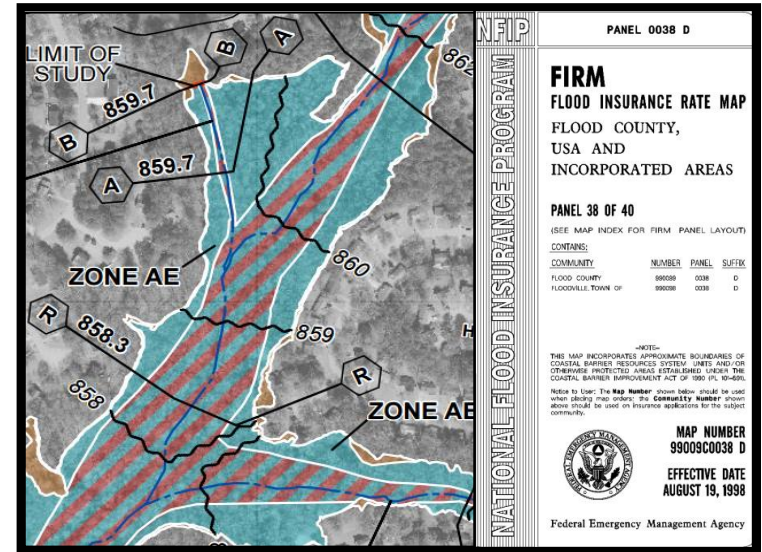 LIMIT OF
STUDY
B
A
862
859.7
B
859.7
A
ZONE AE
860
R
858.3
859
R
858
ZONE AE
NFIP
NATIONAL FLOOD INSURANCE PROGRAM
PANEL 0038 D
FIRM
FLOOD INSURANCE RATE MAP
FLOOD COUNTY,
USA AND
INCORPORATED AREAS
PANEL 38 OF 40
(SEE MAP INDEX FOR FIRM PANEL LAYOUT)
CONTAINS:
COMMUNITY NUMBER PANEL SUFFIX
FLOOD COUNTY 990099 0038 D
FLOODVILLE, TOWN OF 990098 0038 D
-NOTE-
THIS MAP INCORPORATES APPROXIMATE BOUNDARIES OF
COASTAL BARRIER RESOURCES SYSTEM UNITS AND/OR
OTHERWISE PROTECTED AREAS ESTABLISHED UNDER THE
COASTAL BARRIER IMPROVEMENT ACT OF 1990 (PL 101-591).
Notice to User: The Map Number shown below should be used
when placing map orders; the Community Number shown
above should be used on insurance applications for the subject
community.
MAP NUMBER
99009C0038 D
EFFECTIVE DATE
AUGUST 19, 1998
Federal Emergency Management Agency